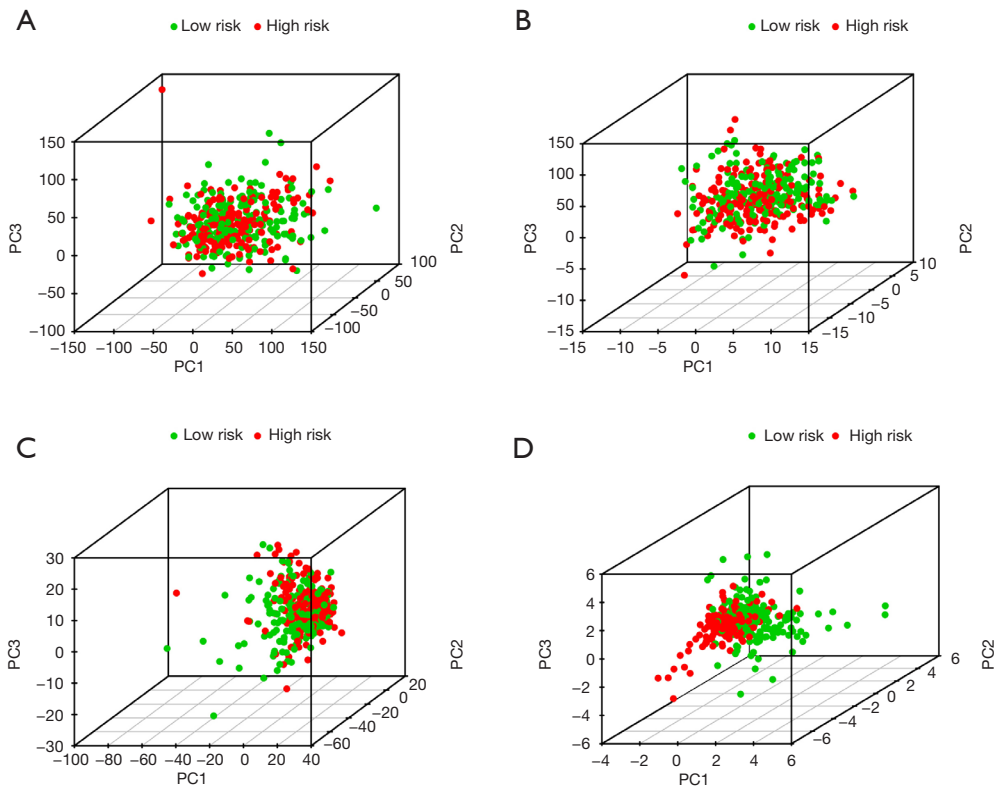 A
Low risk High risk
PC3
150
100
50
0
−50
−100
−150 −100 −50 0 50 100 150
PC1
−100
−50
0
50
100
PC2
B
Low risk High risk
PC3
150
100
50
0
−5
−10
−15
−15 −10 −5 0 5 10 15
PC1
−15
−10
−5
0
5
10
PC2
C
Low risk High risk
PC3
30
20
10
0
−10
−20
−30
−100 −80 −60 −40 −20 0 20 40
PC1
−60
−40
−20
0
20
PC2
D
Low risk High risk
PC3
6
4
2
0
−2
−4
−6
−4 −2 0 2 4 6
PC1
−6
−4
−2
0
2
4
6
PC2